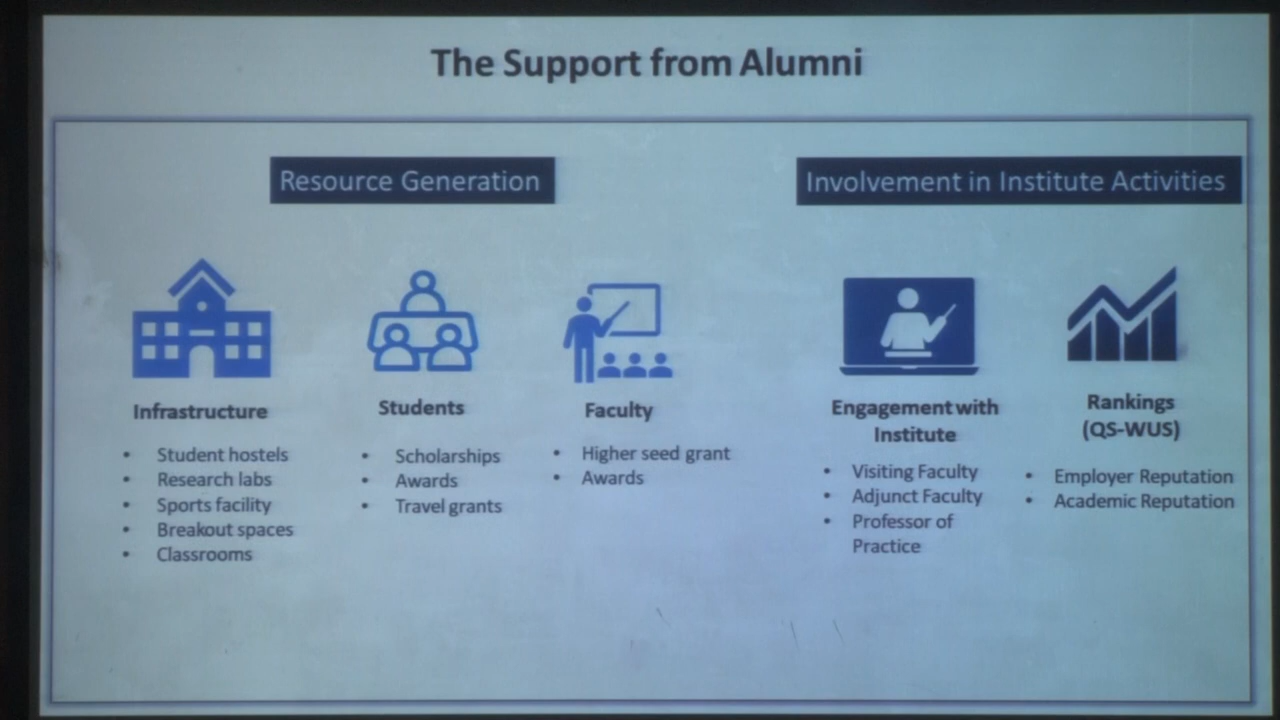 The Support from Alumni
Resource Generation
Infrastructure
• Student hostels
• Research labs
• Sports facility
• Breakout spaces
• Classrooms
Students
• Scholarships
• Awards
• Travel grants
Faculty
• Higher seed grant
• Awards
Involvement in Institute Activities
Engagement with
Institute
• Visiting Faculty
• Adjunct Faculty
• Professor of
Practice
Rankings
(QS-WUS)
• Employer Reputation
• Academic Reputation